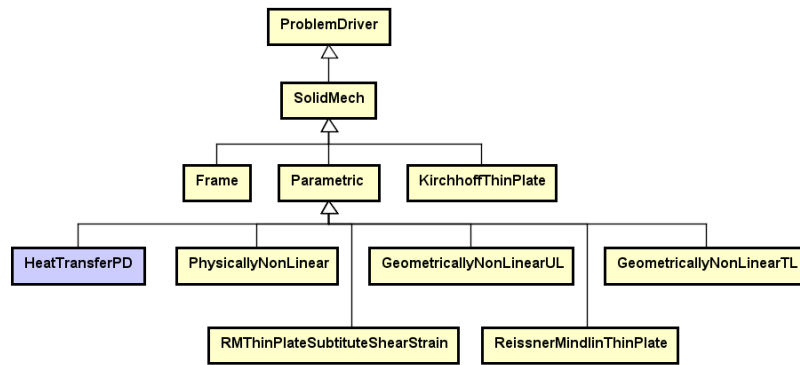 ProblemDriver
SolidMech
Frame
Parametric
KirchhoffThinPlate
HeatTransferPD
PhysicallyNonLinear
GeometricallyNonLinearUL
GeometricallyNonLinearTL
RMThinPlateSubtituteShearStrain
ReissnerMindlinThinPlate